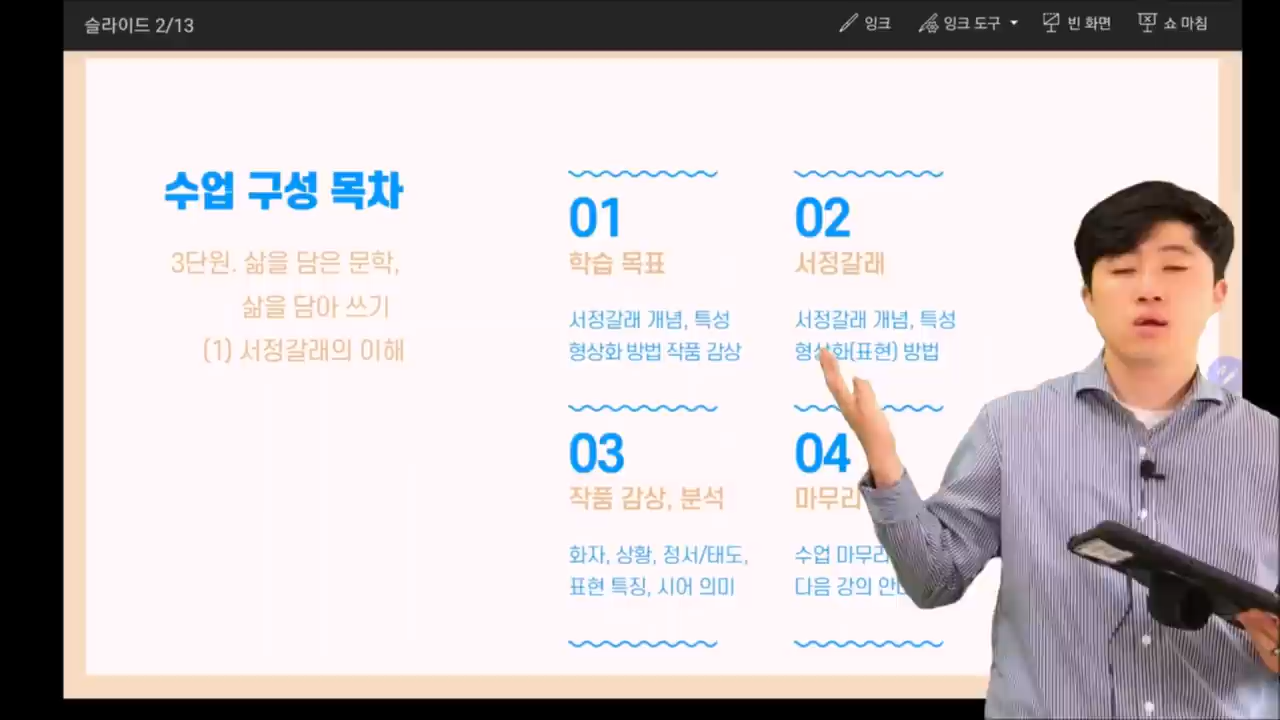 슬라이드 2/13
잉크
잉크 도구
빈 화면
쇼 마침
수업 구성 목차
3단원. 삶을 담은 문학,
삶을 담아 쓰기
(1) 서정갈래의 이해
01
학습 목표
서정갈래 개념, 특성
형상화 방법 작품 감상
02
서정갈래
서정갈래 개념, 특성
형상화(표현) 방법
03
작품 감상, 분석
화자, 상황, 정서/태도,
표현 특징, 시어 의미
04
마무리
수업 마무리
다음 강의